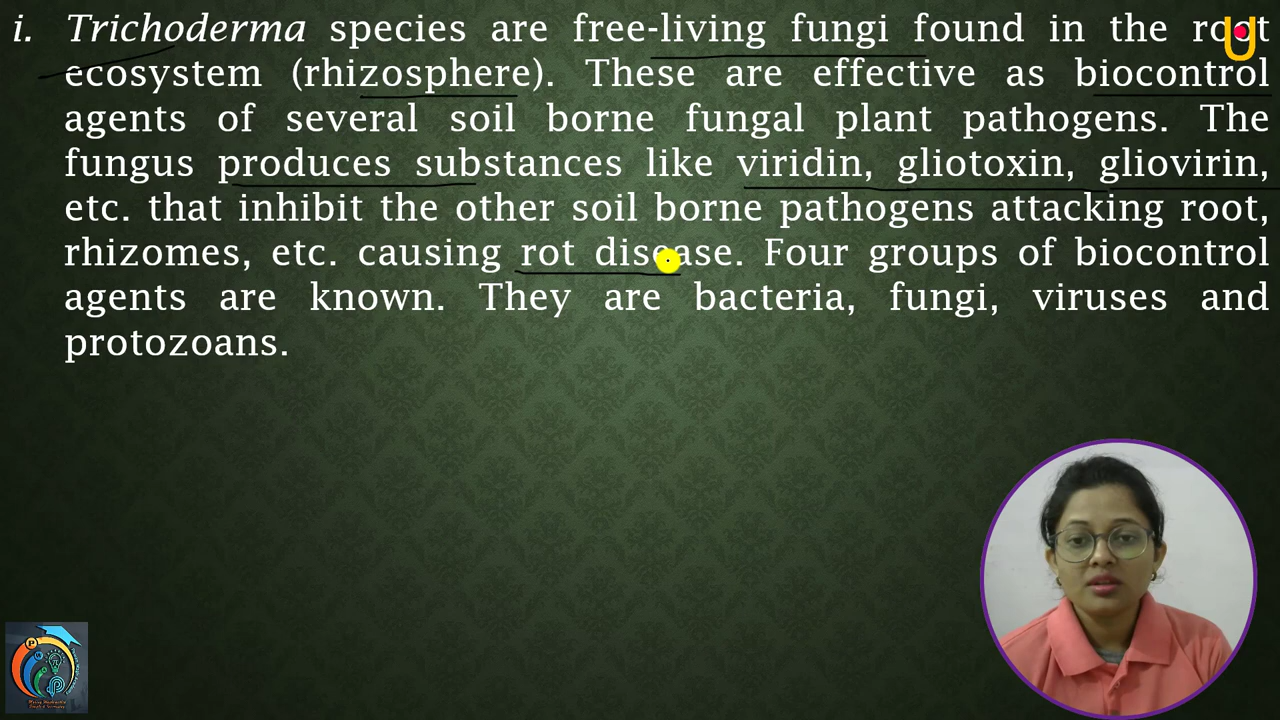 i. Trichoderma species are free-living fungi found in the root
ecosystem (rhizosphere). These are effective as biocontrol
agents of several soil borne fungal plant pathogens. The
fungus produces substances like viridin, gliotoxin, gliovirin,
etc. that inhibit the other soil borne pathogens attacking root,
rhizomes, etc. causing rot disease. Four groups of biocontrol
agents are known. They are bacteria, fungi, viruses and
protozoans.